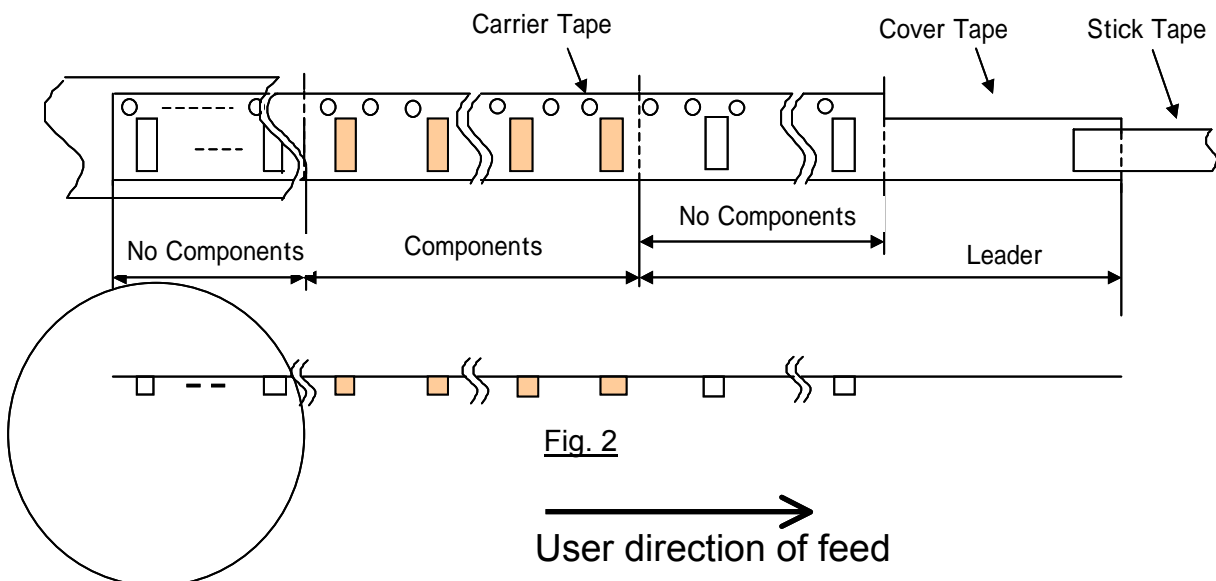 Carrier Tape
Cover Tape
Stick Tape
No Components
No Components
Components
Leader
Fig. 2
User direction of feed